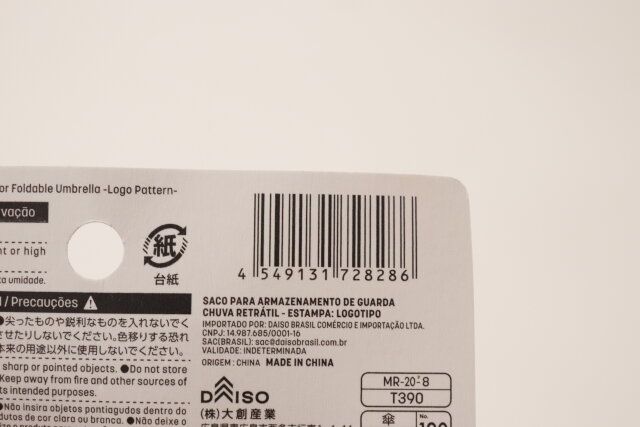 or Foldable Umbrella -Logo Pattern-
vação
nt or high
ta umidade.
紙
台紙
4 549131 728286
/ Precauções
SACO PARA ARMAZENAMENTO DE GUARDA
CHUVA RETRÁTIL - ESTAMPA: LOGOTIPO
IMPORTADO POR: DAISO BRASIL COMÉRCIO E IMPORTAÇÃO LTDA.
CNPJ: 14.987.685/0001-16
SAC(BRASIL): sac@daisobrasil.com.br
VALIDADE: INDETERMINADA
ORIGEM : CHINA MADE IN CHINA
●尖ったものや鋭利なものを入れないでく
させたりしないでください。色移りする恐れ
本来の用途以外に使用しないでください。
sharp or pointed objects. ●Do not store
Keep away from fire and other sources of
ts intended purposes.
●Não insira objetos pontiagudos dentro do
dutos de cor clara ou branca. ●Não deixe o
DAISO
(株)大創産業
MR-20-8
T390
傘
No.